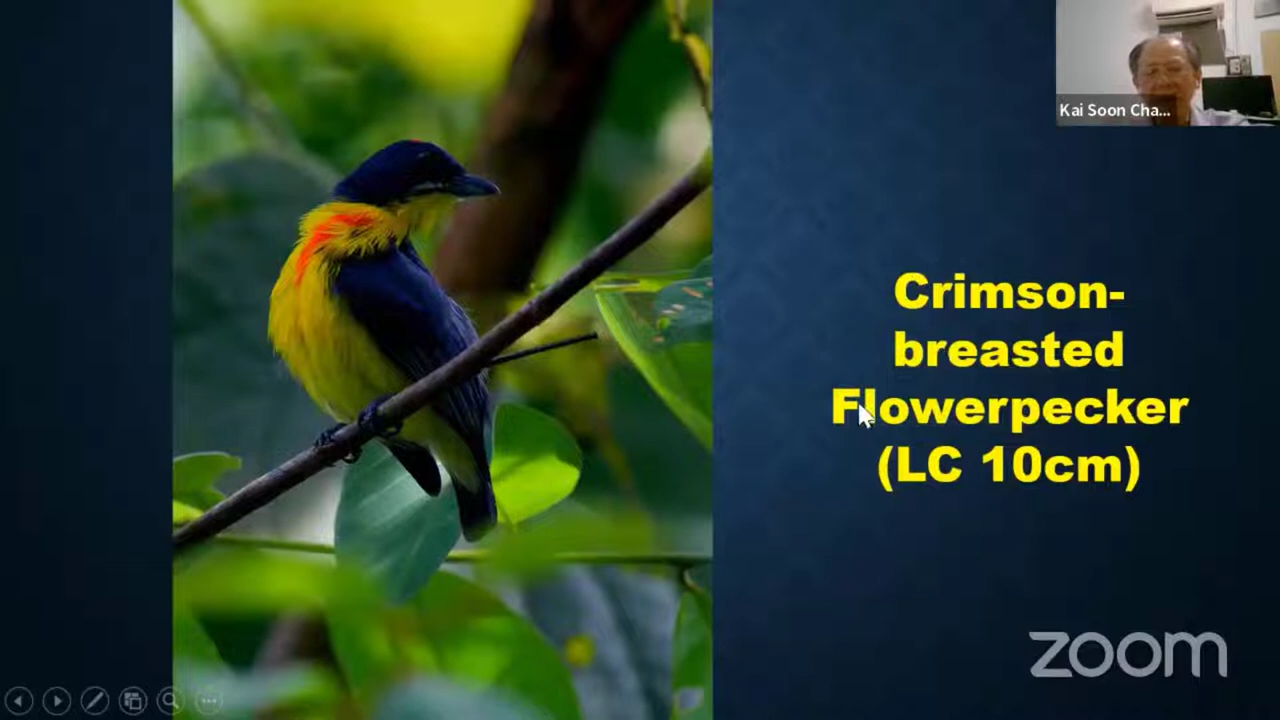 Kai Soon Cha...
Crimson-
breasted
Flowerpecker
(LC 10cm)
zoom